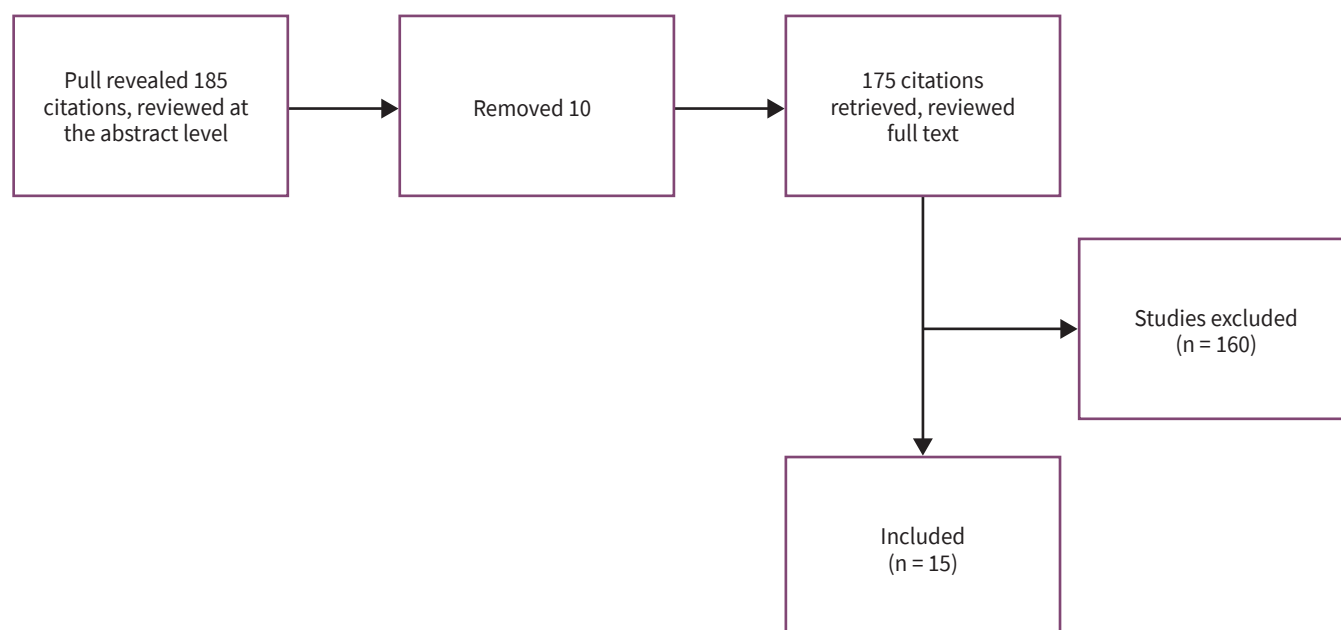 Pull revealed 185
citations, reviewed at
the abstract level
Removed 10
175 citations
retrieved, reviewed
full text
Studies excluded
(n = 160)
Included
(n = 15)